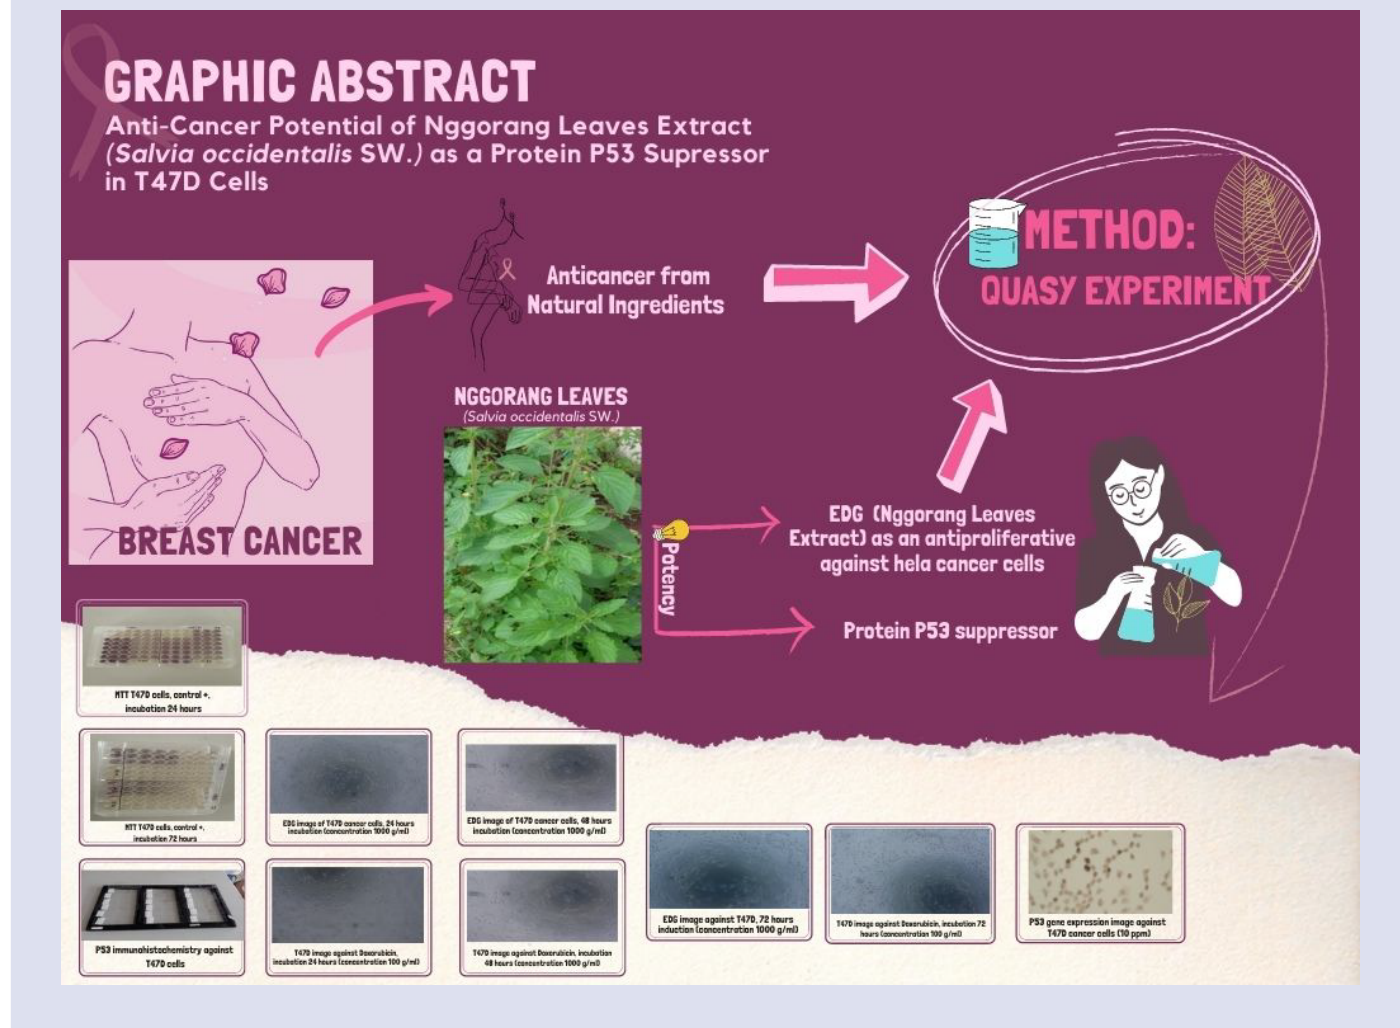 GRAPHIC ABSTRACT
Anti-Cancer Potential of Nggorang Leaves Extract
(Salvia occidentalis SW.) as a Protein P53 Supressor
in T47D Cells
Anticancer from
Natural Ingredients
METHOD:
QUASY EXPERIMENT
BREAST CANCER
NGGORANG LEAVES
(Salvia occidentalis SW.)
Potency
EDG (Nggorang Leaves
Extract) as an antiproliferative
against hela cancer cells
Protein P53 suppressor
MTT T47D cells, control +,
incubation 24 hours
MTT T47D cells, control +,
incubation 72 hours
EDG image of T47D cancer cells, 24 hours
incubation (concentration 1000 g/ml)
EDG image of T47D cancer cells, 48 hours
incubation (concentration 1000 g/ml)
P53 immunohistochemistry against
T47D cells
T47D image against Doxorubicin,
incubation 24 hours (concentration 100 g/ml)
T47D image against Doxorubicin, incubation
48 hours (concentration 1000 g/ml)
EDG image against T47D, 72 hours
induction (concentration 1000 g/ml)
T47D image against Doxorubicin, incubation 72
hours (concentration 100 g/ml)
P53 gene expression image against
T47D cancer cells (10 ppm)